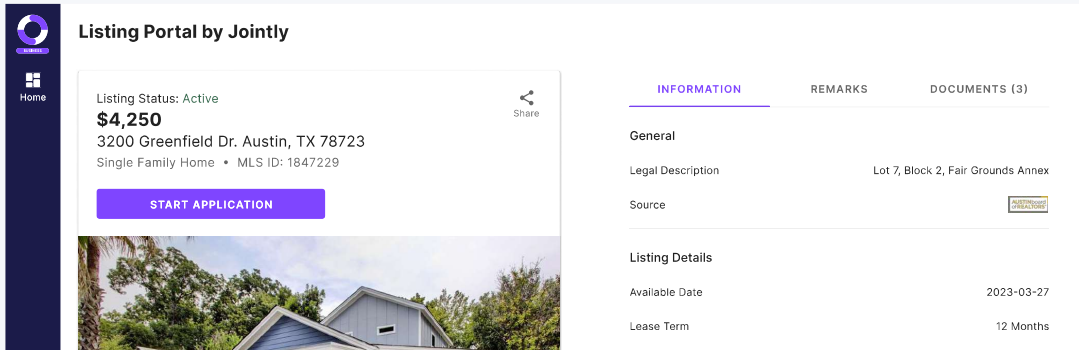 Listing Portal by Jointly
Home
Listing Status: Active
Share
$4,250
3200 Greenfield Dr. Austin, TX 78723
Single Family Home • MLS ID: 1847229
START APPLICATION
INFORMATION
REMARKS
DOCUMENTS (3)
General
Legal Description
Lot 7, Block 2, Fair Grounds Annex
Source
AUSTINboard
ofREALTORS
Listing Details
Available Date
2023-03-27
Lease Term
12 Months